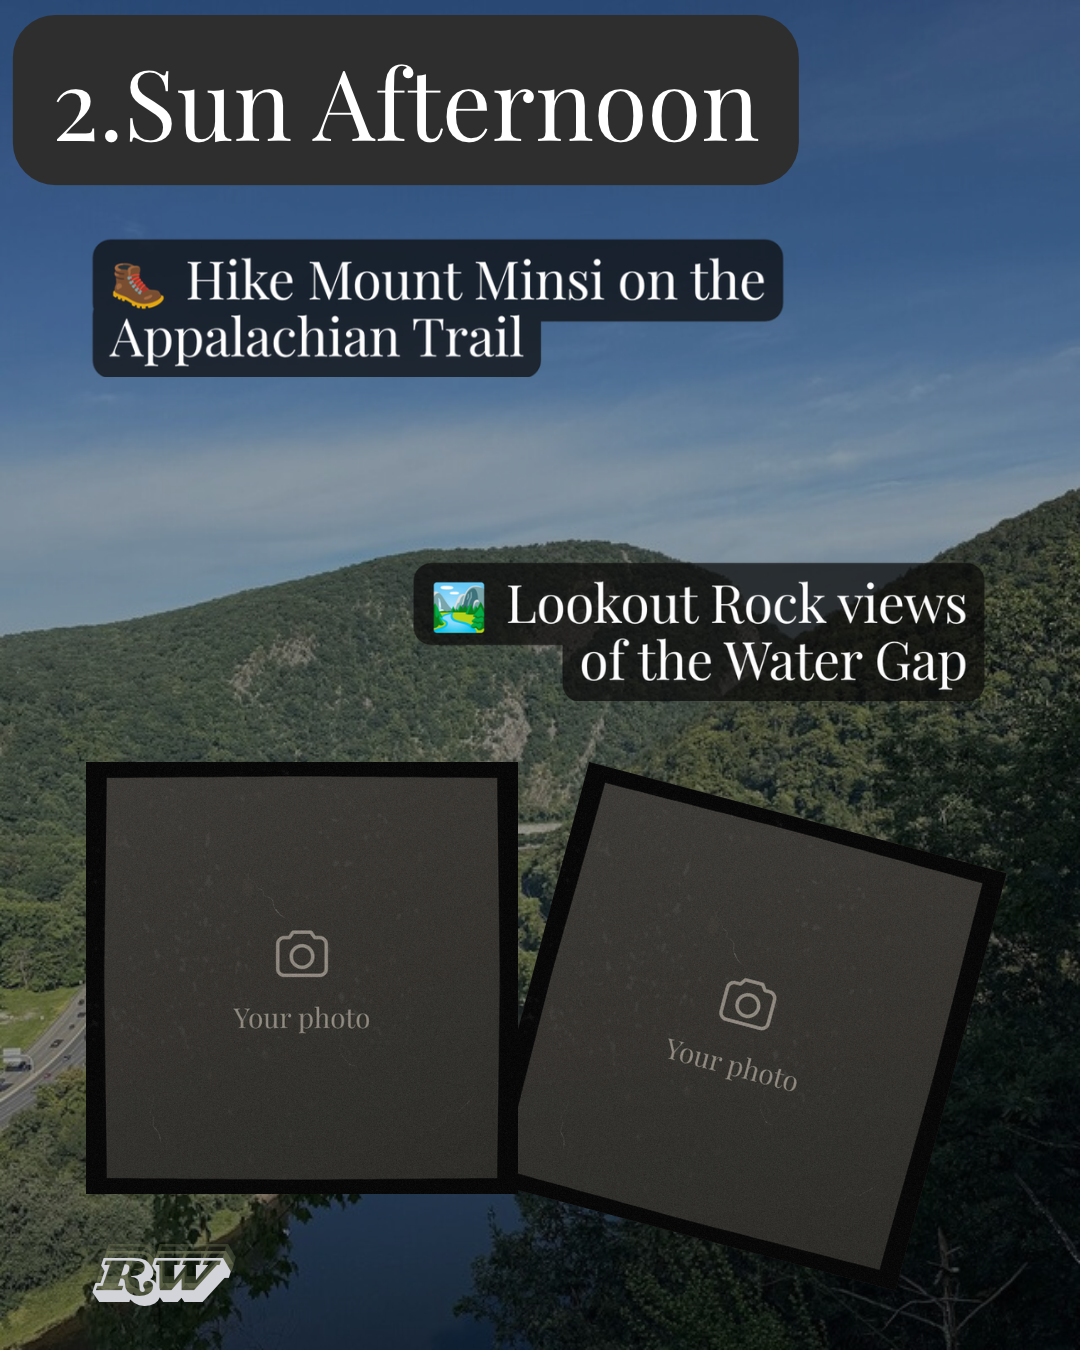 2.Sun Afternoon
🥾 Hike Mount Minsi on the
Appalachian Trail
🏞️ Lookout Rock views
of the Water Gap
Your photo
Your photo
RW